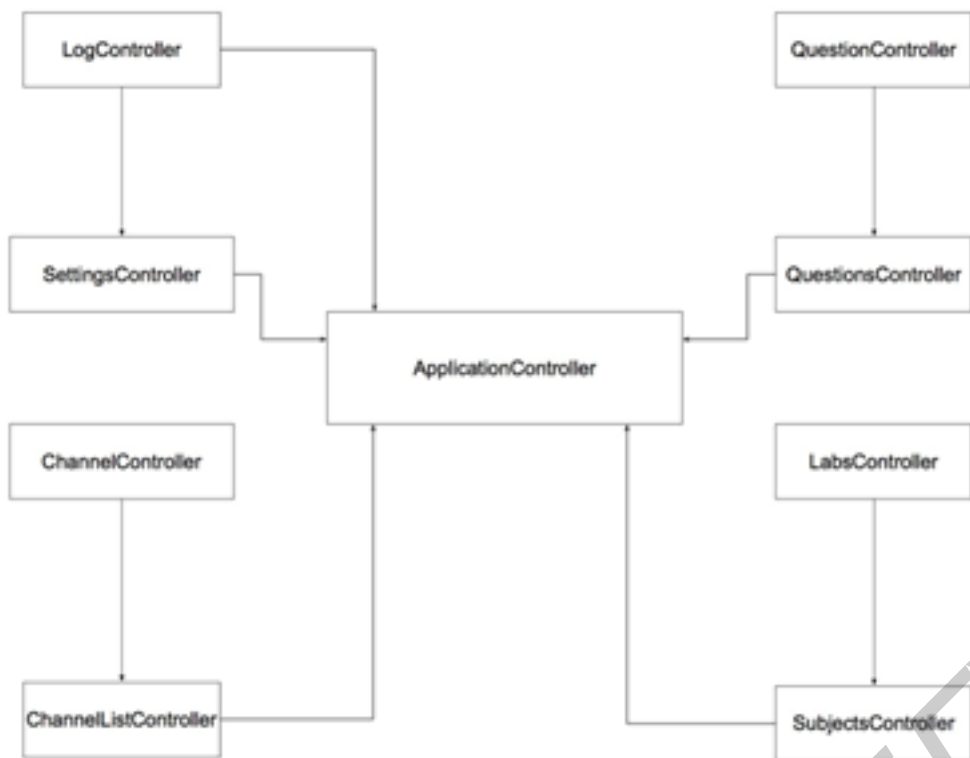 LogController
QuestionController
SettingsController
QuestionsController
ApplicationController
ChannelController
LabsController
ChannelListController
SubjectsController